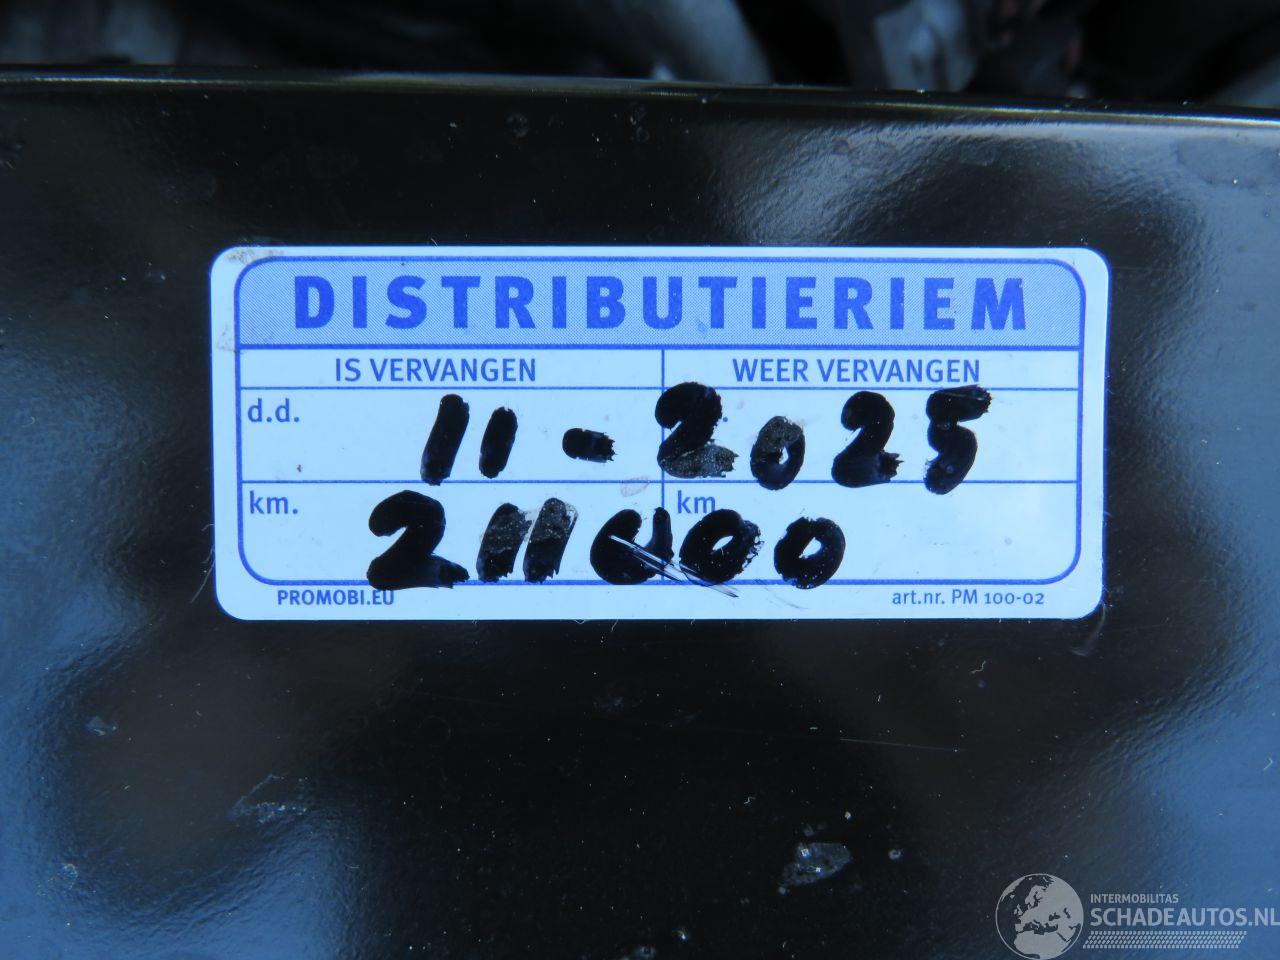 DISTRIBUTIERIEM
IS VERVANGEN WEER VERVANGEN
d.d. 11-2025
km. 211000 km
PROMOBI.EU art.nr. PM 100-02
INTERMOBILITAS
SCHADEAUTOS.NL